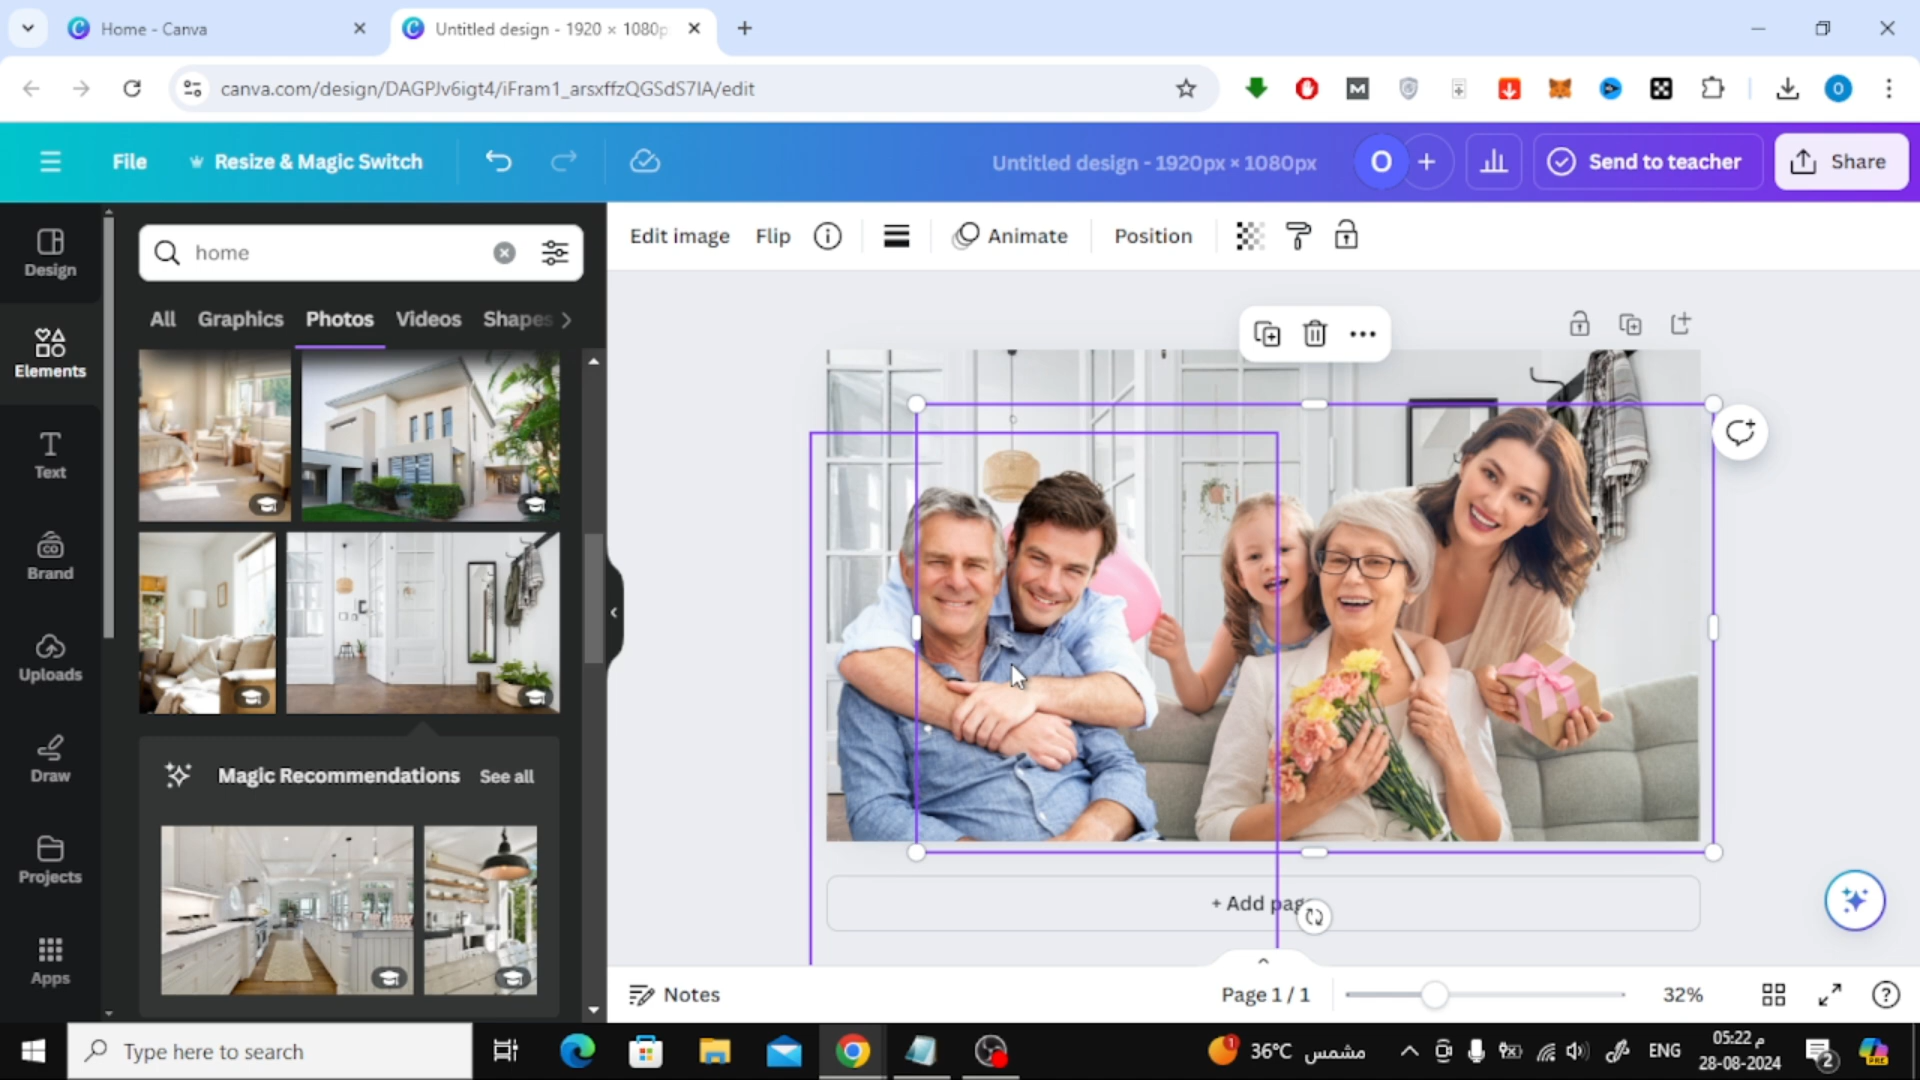 Home - Canva
Untitled design - 1920 × 1080p
canva.com/design/DAGPJv6igt4/iFram1_arsxffzQGSdS7IA/edit
File
Resize & Magic Switch
Untitled design - 1920px × 1080px
O
Send to teacher
Share
Design
Elements
Text
Brand
Uploads
Draw
Projects
Apps
home
All
Graphics
Photos
Videos
Shapes
Magic Recommendations
See all
Edit image
Flip
Animate
Position
+ Add pag
Notes
Page 1 / 1
32%
Type here to search
36°C مشمس
ENG
05:22 م
28-08-2024
2